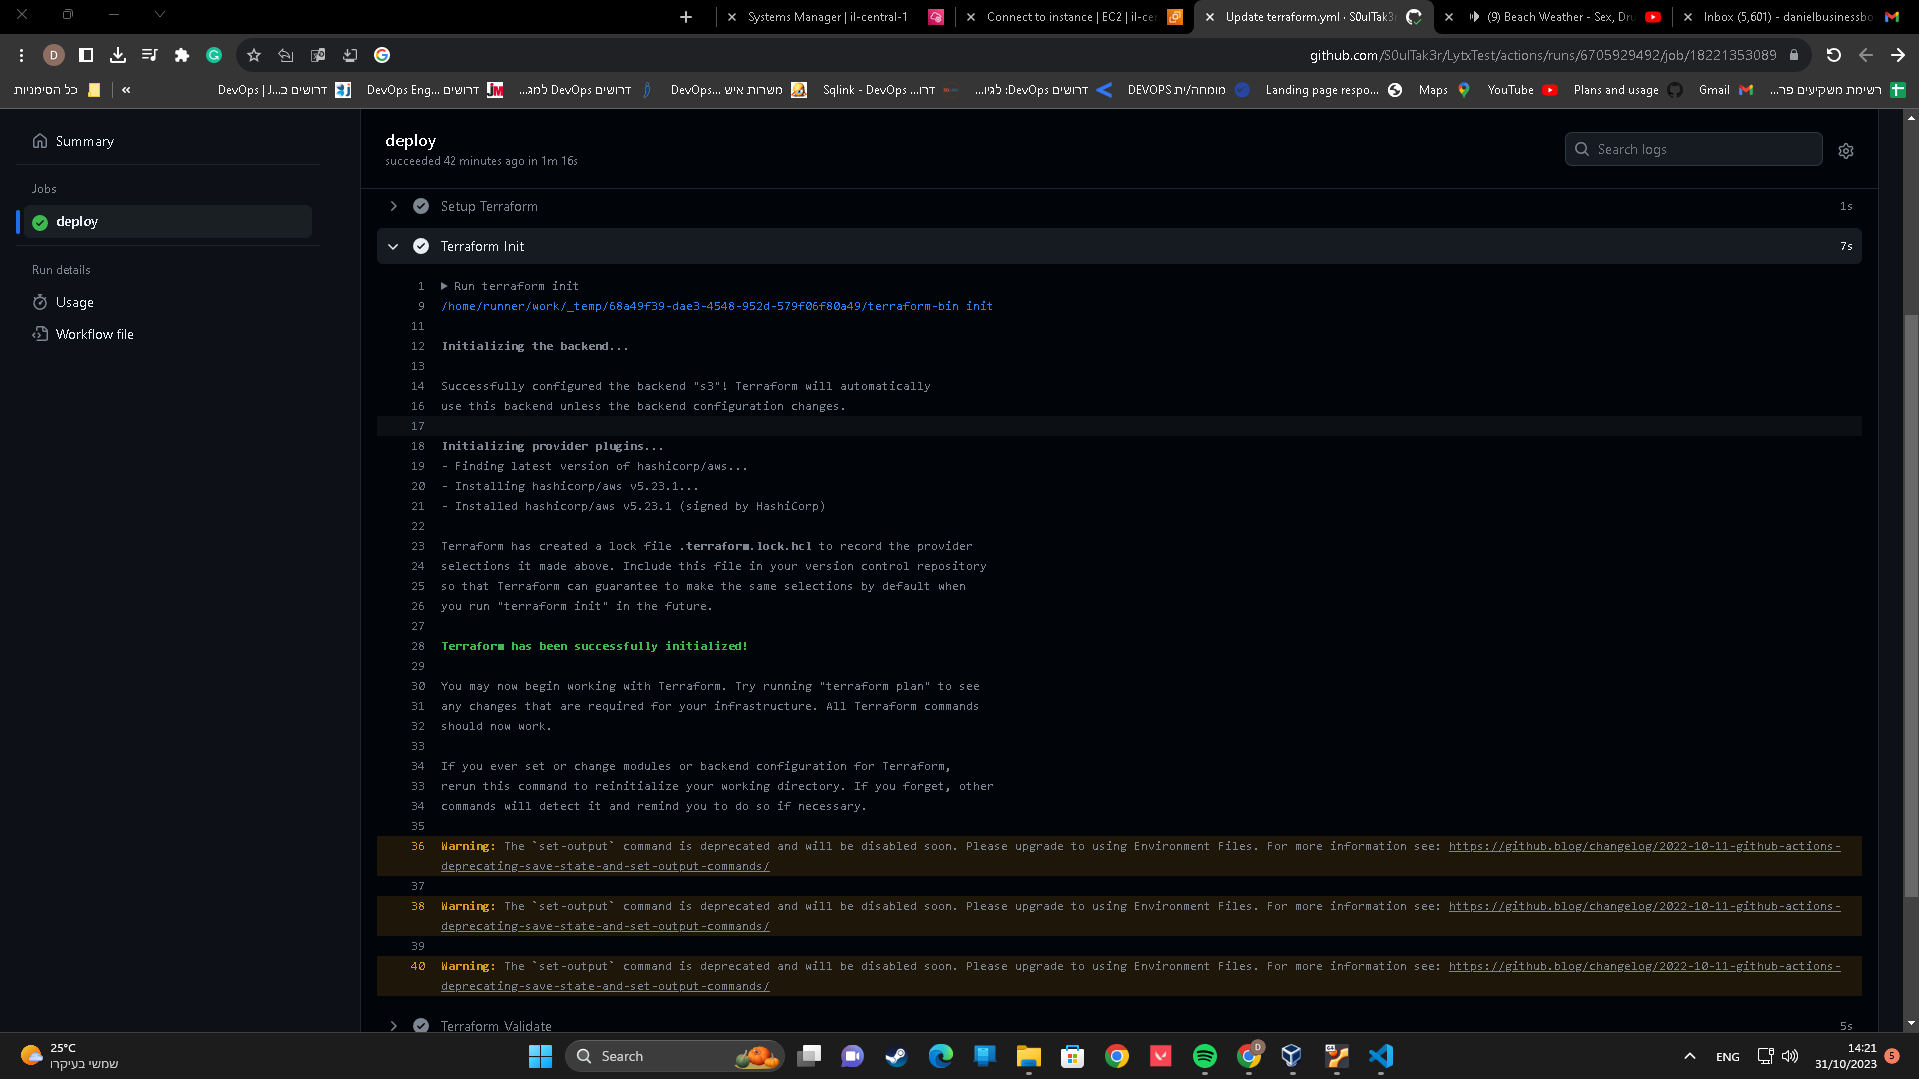 Systems Manager | il-central-1
Connect to instance | EC2 | il-ce
Update terraform.yml · S0ulTak3
(9) Beach Weather - Sex, Dru
Inbox (5,601) - danielbusinessbo
D
github.com/S0ulTak3r/LytxTest/actions/runs/6705929492/job/18221353089
כל הסימניות
«
דרושים ב...DevOps | J
דרושים ...DevOps Eng
דרושים DevOps למג...
משרות איש ...DevOps
דרו... Sqlink - DevOps
דרושים DevOps: לגיו...
מומחה/ית DEVOPS
Landing page respo...
Maps
YouTube
Plans and usage
Gmail
רשימת משקיעים פר...
Summary
Jobs
deploy
Run details
Usage
Workflow file
deploy
succeeded 42 minutes ago in 1m 16s
Search logs
Setup Terraform 1s
Terraform Init 7s
1 Run terraform init
9 /home/runner/work/_temp/68a49f39-dae3-4548-952d-579f06f80a49/terraform-bin init
11
12 Initializing the backend...
13
14 Successfully configured the backend "s3"! Terraform will automatically
16 use this backend unless the backend configuration changes.
17
18 Initializing provider plugins...
19 - Finding latest version of hashicorp/aws...
20 - Installing hashicorp/aws v5.23.1...
21 - Installed hashicorp/aws v5.23.1 (signed by HashiCorp)
22
23 Terraform has created a lock file .terraform.lock.hcl to record the provider
24 selections it made above. Include this file in your version control repository
25 so that Terraform can guarantee to make the same selections by default when
26 you run "terraform init" in the future.
27
28 Terraform has been successfully initialized!
29
30 You may now begin working with Terraform. Try running "terraform plan" to see
31 any changes that are required for your infrastructure. All Terraform commands
32 should now work.
33
34 If you ever set or change modules or backend configuration for Terraform,
33 rerun this command to reinitialize your working directory. If you forget, other
34 commands will detect it and remind you to do so if necessary.
35
36 Warning: The `set-output` command is deprecated and will be disabled soon. Please upgrade to using Environment Files. For more information see: https://github.blog/changelog/2022-10-11-github-actions-
deprecating-save-state-and-set-output-commands/
37
38 Warning: The `set-output` command is deprecated and will be disabled soon. Please upgrade to using Environment Files. For more information see: https://github.blog/changelog/2022-10-11-github-actions-
deprecating-save-state-and-set-output-commands/
39
40 Warning: The `set-output` command is deprecated and will be disabled soon. Please upgrade to using Environment Files. For more information see: https://github.blog/changelog/2022-10-11-github-actions-
deprecating-save-state-and-set-output-commands/
Terraform Validate 5s
25°C
שמשי בעיקרו
Search
D
ENG
14:21
31/10/2023
5